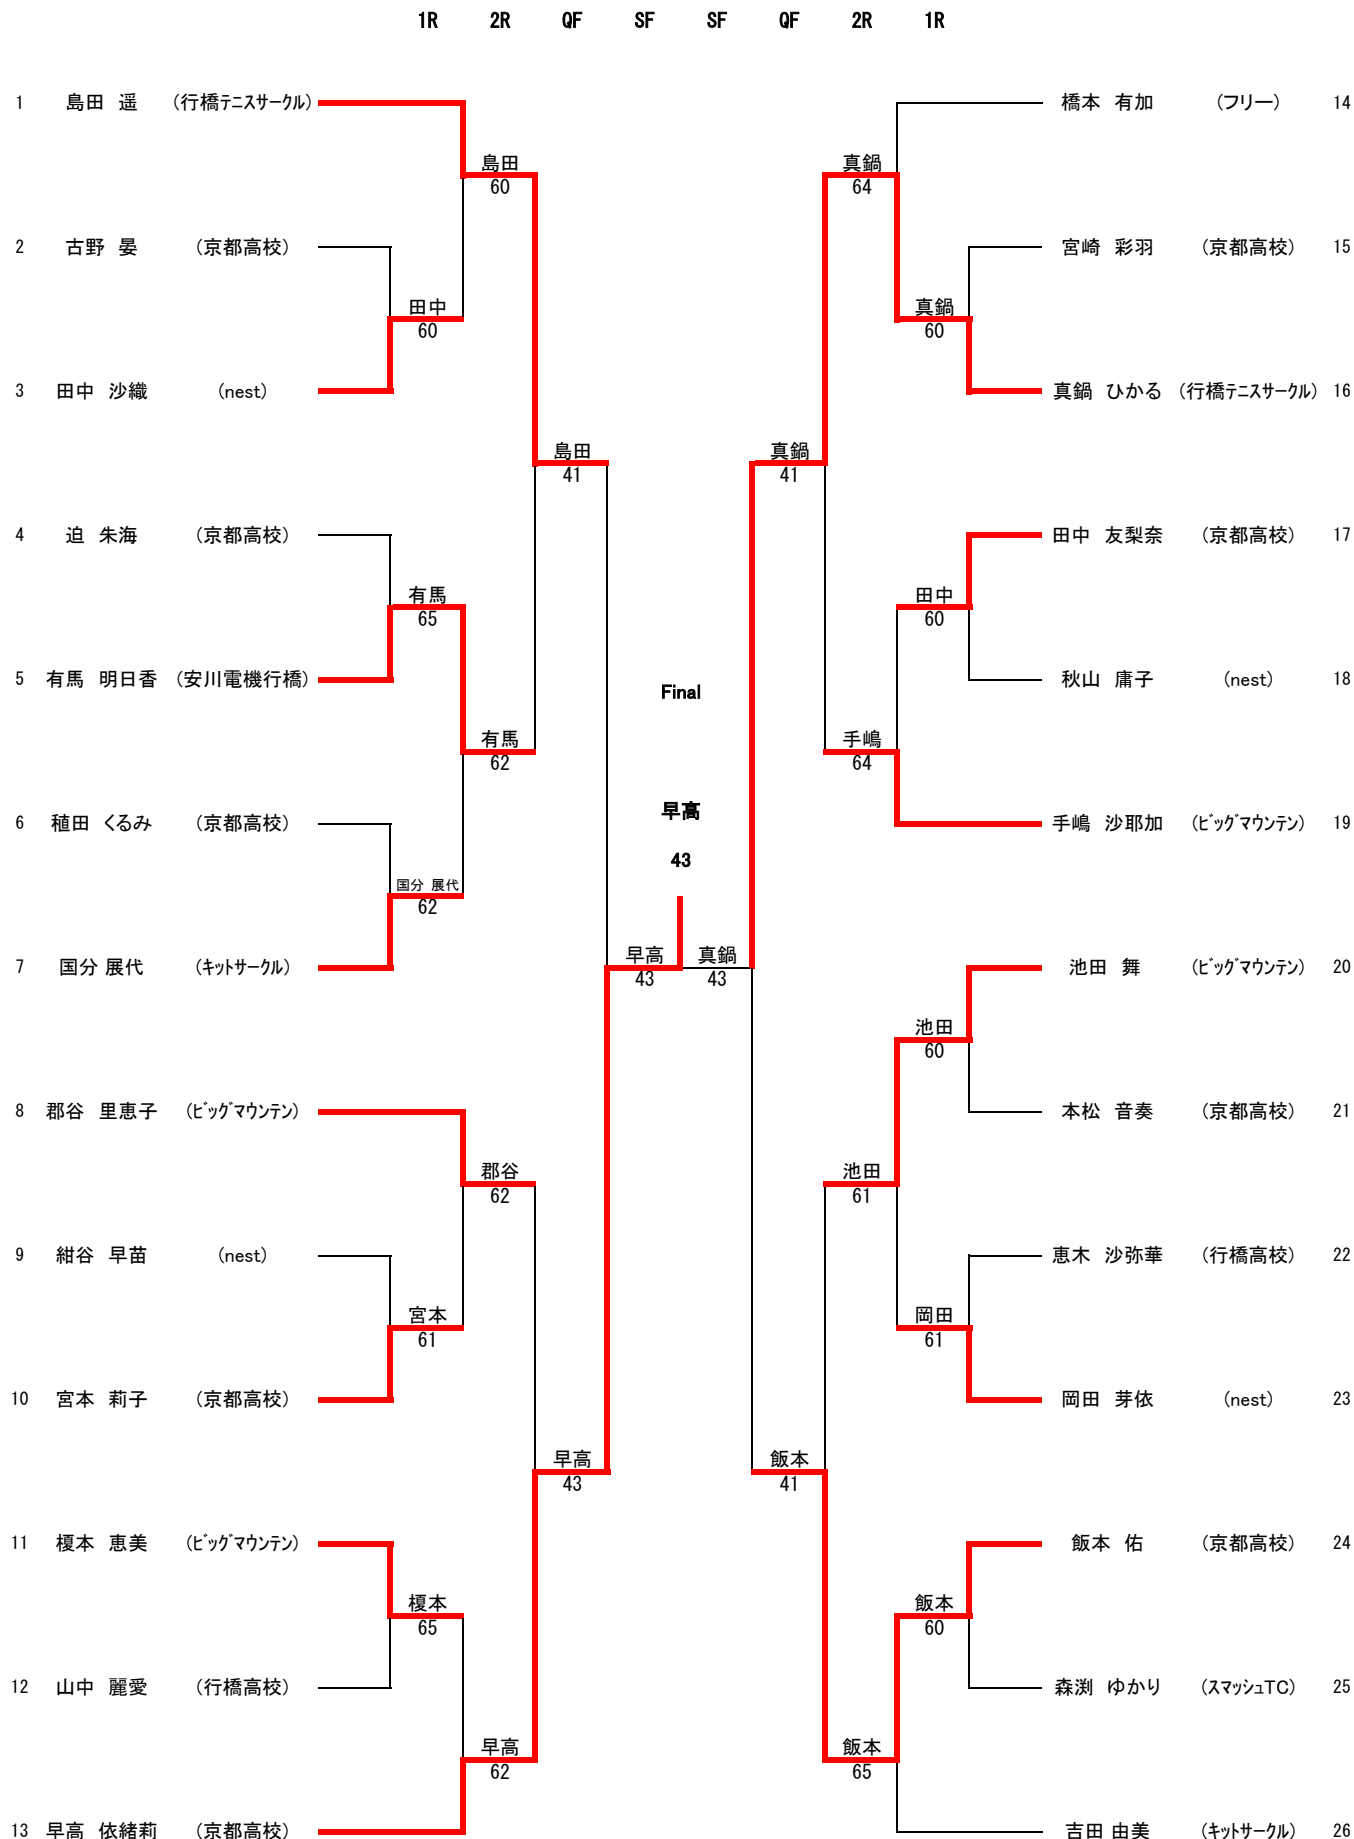 1R 2R QF SF SF QF 2R 1R
1 島田 遥 (行橋テニスサークル)
橋本 有加 (フリー) 14
島田
60
真鍋
64
2 古野 晏 (京都高校)
宮崎 彩羽 (京都高校) 15
田中
60
真鍋
60
3 田中 沙織 (nest)
真鍋 ひかる (行橋テニスサークル) 16
島田
41
真鍋
41
4 迫 朱海 (京都高校)
田中 友梨奈 (京都高校) 17
有馬
65
田中
60
5 有馬 明日香 (安川電機行橋)
秋山 庸子 (nest) 18
Final
有馬
62
手嶋
64
6 稙田 くるみ (京都高校)
手嶋 沙耶加 (ビッグマウンテン) 19
早高
43
国分 展代
62
7 国分 展代 (キットサークル)
早高
43
真鍋
43
池田 舞 (ビッグマウンテン) 20
池田
60
8 郡谷 里恵子 (ビッグマウンテン)
本松 音奏 (京都高校) 21
郡谷
62
池田
61
9 紺谷 早苗 (nest)
恵木 沙弥華 (行橋高校) 22
宮本
61
岡田
61
10 宮本 莉子 (京都高校)
岡田 芽依 (nest) 23
早高
43
飯本
41
11 榎本 恵美 (ビッグマウンテン)
飯本 佑 (京都高校) 24
榎本
65
飯本
60
12 山中 麗愛 (行橋高校)
森渕 ゆかり (スマッシュTC) 25
早高
62
飯本
65
13 早高 依緒莉 (京都高校)
吉田 由美 (キットサークル) 26